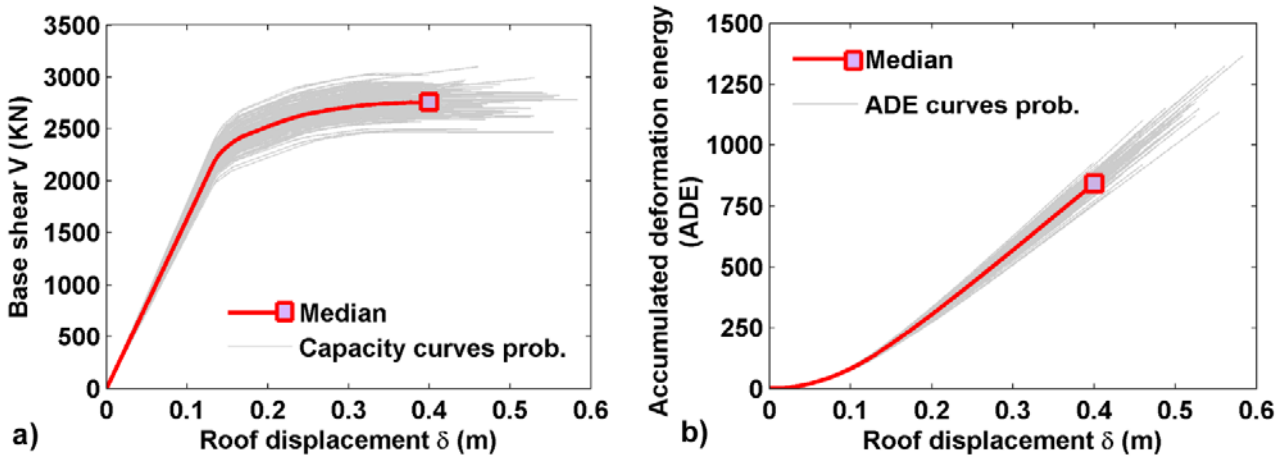 3500
3000
2500
2000
1500
1000
500
0
Base shear V (KN)
Median
Capacity curves prob.
0 0.1 0.2 0.3 0.4 0.5 0.6
Roof displacement δ (m)
a)
1500
1250
1000
750
500
250
0
Accumulated deformation energy
(ADE)
Median
ADE curves prob.
0 0.1 0.2 0.3 0.4 0.5 0.6
Roof displacement δ (m)
b)